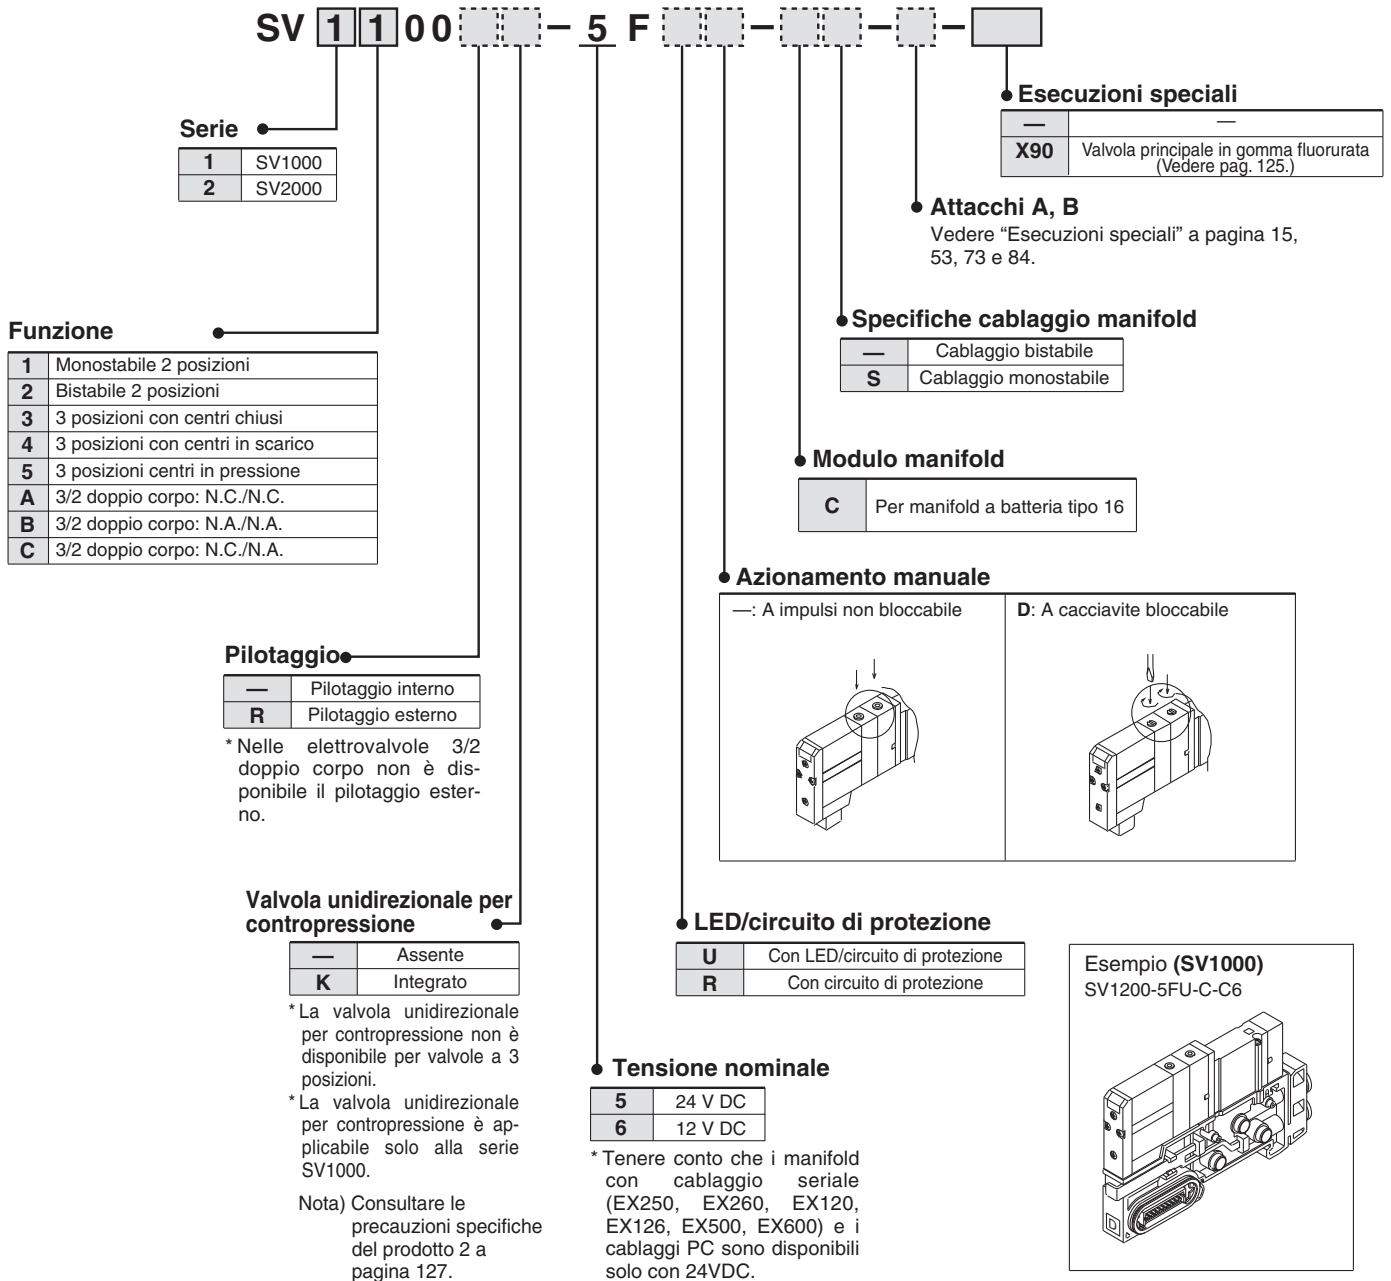 SV 1 1 00 – 5 F – – –
Esecuzioni speciali
— —
X90 Valvola principale in gomma fluorurata
(Vedere pag. 125.)
Serie
1 SV1000
2 SV2000
Attacchi A, B
Vedere “Esecuzioni speciali” a pagina 15,
53, 73 e 84.
Funzione
1 Monostabile 2 posizioni
2 Bistabile 2 posizioni
3 3 posizioni con centri chiusi
4 3 posizioni con centri in scarico
5 3 posizioni centri in pressione
A 3/2 doppio corpo: N.C./N.C.
B 3/2 doppio corpo: N.A./N.A.
C 3/2 doppio corpo: N.C./N.A.
Specifiche cablaggio manifold
— Cablaggio bistabile
S Cablaggio monostabile
Modulo manifold
C Per manifold a batteria tipo 16
Azionamento manuale
—: A impulsi non bloccabile
D: A cacciavite bloccabile
Pilotaggio
— Pilotaggio interno
R Pilotaggio esterno
* Nelle elettrovalvole 3/2
doppio corpo non è dis-
ponibile il pilotaggio ester-
no.
Valvola unidirezionale per
contropressione
— Assente
K Integrato
* La valvola unidirezionale
per contropressione non è
disponibile per valvole a 3
posizioni.
* La valvola unidirezionale
per contropressione è ap-
plicabile solo alla serie
SV1000.
Nota) Consultare le
precauzioni specifiche
del prodotto 2 a
pagina 127.
LED/circuito di protezione
U Con LED/circuito di protezione
R Con circuito di protezione
Tensione nominale
5 24 V DC
6 12 V DC
* Tenere conto che i manifold
con cablaggio seriale
(EX250, EX260, EX120,
EX126, EX500, EX600) e i
cablaggi PC sono disponibili
solo con 24VDC.
Esempio (SV1000)
SV1200-5FU-C-C6
D